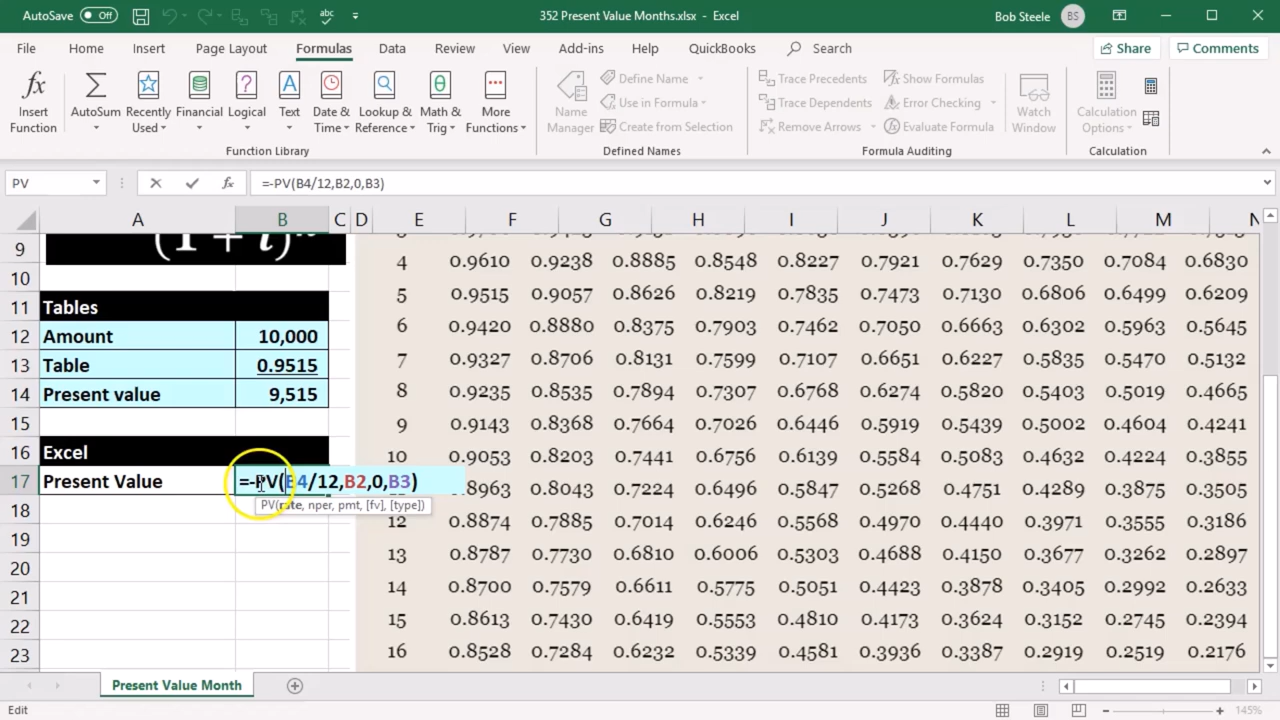 AutoSave Off 352 Present Value Months.xlsx - Excel Bob Steele BS
File Home Insert Page Layout Formulas Data Review View Add-ins Help QuickBooks Search Share Comments
fx Σ ? A θ
Insert Function
AutoSum
Recently Used
Financial
Logical
Text
Date & Time
Lookup & Reference
Math & Trig
More Functions
Name Manager
Define Name
Use in Formula
Create from Selection
Trace Precedents
Trace Dependents
Remove Arrows
Show Formulas
Error Checking
Evaluate Formula
Watch Window
Calculation Options
Function Library Defined Names Formula Auditing Calculation
PV fx =-PV(B4/12,B2,0,B3)
A B C D E F G H I J K L M N
9
4 0.9610 0.9238 0.8885 0.8548 0.8227 0.7921 0.7629 0.7350 0.7084 0.6830
10
5 0.9515 0.9057 0.8626 0.8219 0.7835 0.7473 0.7130 0.6806 0.6499 0.6209
11 Tables
12 Amount 10,000
6 0.9420 0.8880 0.8375 0.7903 0.7462 0.7050 0.6663 0.6302 0.5963 0.5645
13 Table 0.9515
7 0.9327 0.8706 0.8131 0.7599 0.7107 0.6651 0.6227 0.5835 0.5470 0.5132
14 Present value 9,515
8 0.9235 0.8535 0.7894 0.7307 0.6768 0.6274 0.5820 0.5403 0.5019 0.4665
15
9 0.9143 0.8368 0.7664 0.7026 0.6446 0.5919 0.5439 0.5002 0.4604 0.4241
16 Excel
10 0.9053 0.8203 0.7441 0.6756 0.6139 0.5584 0.5083 0.4632 0.4224 0.3855
17 Present Value =-PV(B4/12,B2,0,B3)
0.8963 0.8043 0.7224 0.6496 0.5847 0.5268 0.4751 0.4289 0.3875 0.3505
PV(rate, nper, pmt, [fv], [type])
18
12 0.8874 0.7885 0.7014 0.6246 0.5568 0.4970 0.4440 0.3971 0.3555 0.3186
19
13 0.8787 0.7730 0.6810 0.6006 0.5303 0.4688 0.4150 0.3677 0.3262 0.2897
20
14 0.8700 0.7579 0.6611 0.5775 0.5051 0.4423 0.3878 0.3405 0.2992 0.2633
21
15 0.8613 0.7430 0.6419 0.5553 0.4810 0.4173 0.3624 0.3152 0.2745 0.2394
22
16 0.8528 0.7284 0.6232 0.5339 0.4581 0.3936 0.3387 0.2919 0.2519 0.2176
23
Present Value Month
Edit 145%